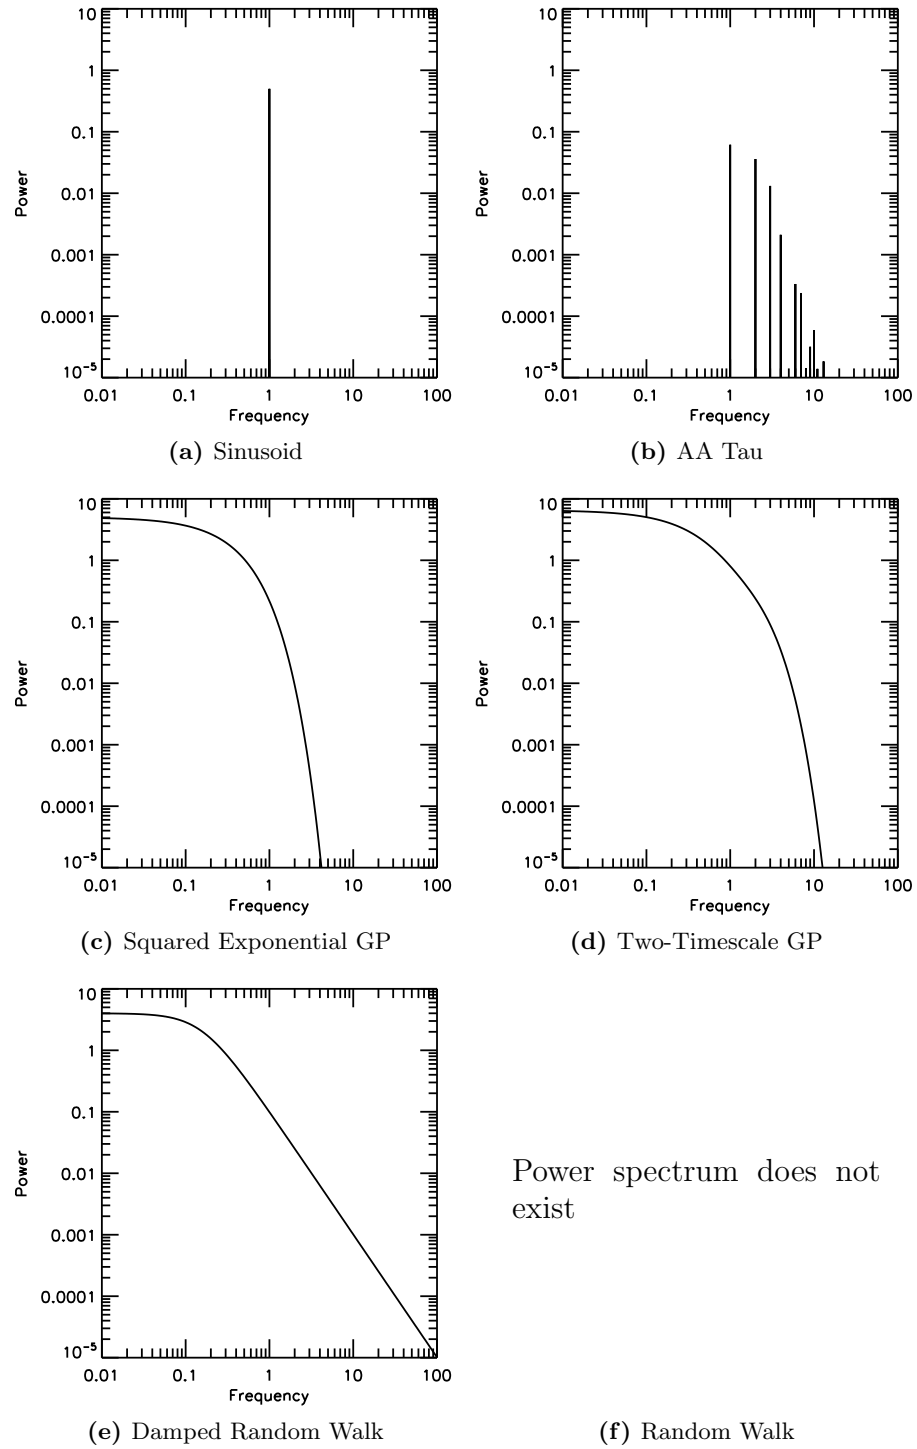 10
1
0.1
0.01
0.001
0.0001
10⁻⁵
Power
0.01 0.1 1 10 100
Frequency
(a) Sinusoid
10
1
0.1
0.01
0.001
0.0001
10⁻⁵
Power
0.01 0.1 1 10 100
Frequency
(b) AA Tau
10
1
0.1
0.01
0.001
0.0001
10⁻⁵
Power
0.01 0.1 1 10 100
Frequency
(c) Squared Exponential GP
10
1
0.1
0.01
0.001
0.0001
10⁻⁵
Power
0.01 0.1 1 10 100
Frequency
(d) Two-Timescale GP
10
1
0.1
0.01
0.001
0.0001
10⁻⁵
Power
0.01 0.1 1 10 100
Frequency
(e) Damped Random Walk
Power spectrum does not
exist
(f) Random Walk